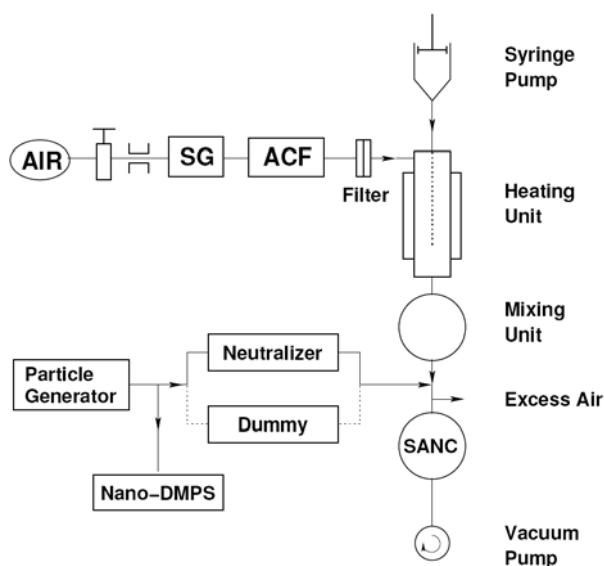 Syringe
Pump
AIR
SG
ACF
Filter
Heating
Unit
Mixing
Unit
Neutralizer
Particle
Generator
Excess Air
Dummy
SANC
Nano-DMPS
Vacuum
Pump